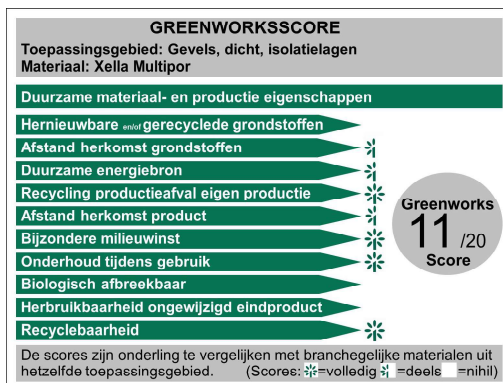 GREENWORKSSCORE
Toepassingsgebied: Gevels, dicht, isolatielagen
Materiaal: Xella Multipor
Duurzame materiaal- en productie eigenschappen
Hernieuwbare en/of gerecyclede grondstoffen
Afstand herkomst grondstoffen
Duurzame energiebron
Recycling productieafval eigen productie
Afstand herkomst product
Bijzondere milieuwinst
Onderhoud tijdens gebruik
Biologisch afbreekbaar
Herbruikbaarheid ongewijzigd eindproduct
Recyclebaarheid
Greenworks
11 /20
Score
De scores zijn onderling te vergelijken met branchegelijke materialen uit
hetzelfde toepassingsgebied. (Scores: =volledig =deels =nihil)